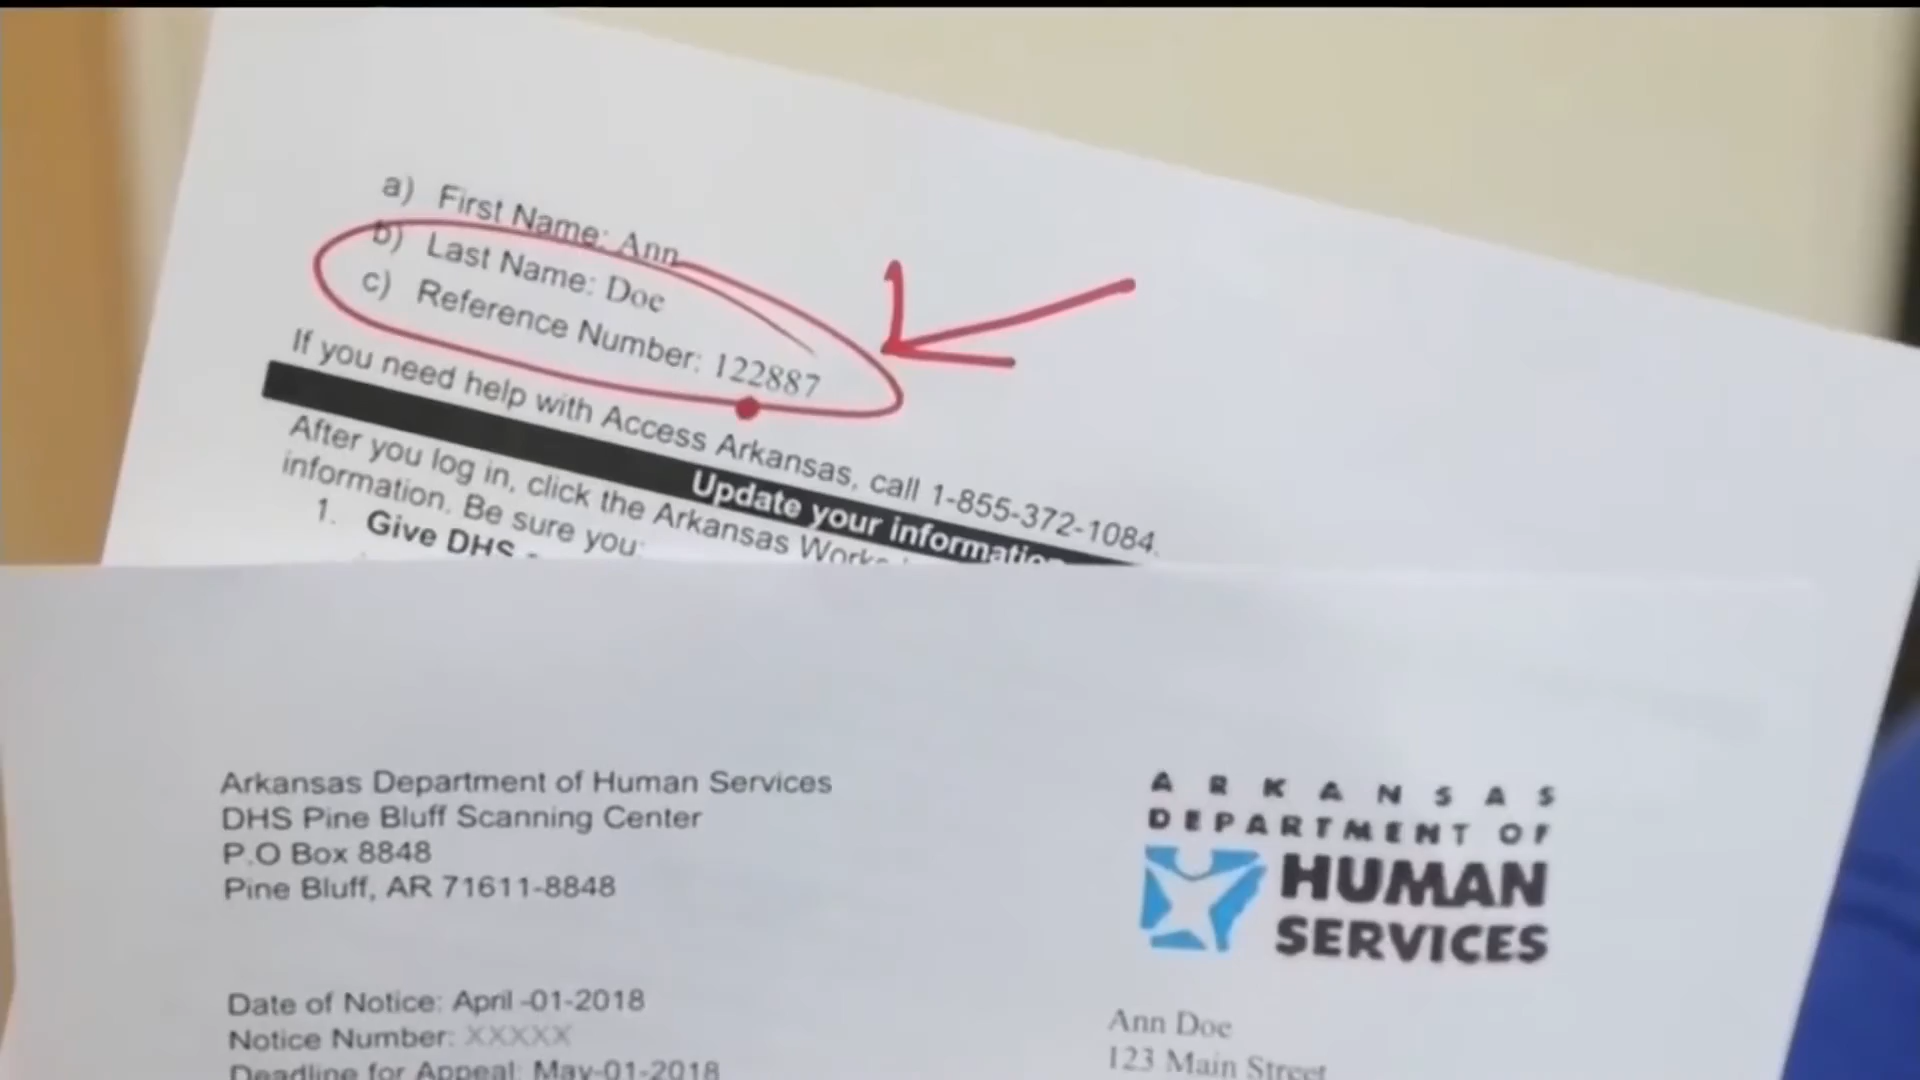 a) First Name: Ann
b) Last Name: Doe
c) Reference Number: 122887
If you need help with Access Arkansas, call 1-855-372-1084.
Update your information
After you log in, click the Arkansas Works
information. Be sure you:
1. Give DHS
Arkansas Department of Human Services
DHS Pine Bluff Scanning Center
P.O Box 8848
Pine Bluff, AR 71611-8848
ARKANSAS
DEPARTMENT OF
HUMAN
SERVICES
Date of Notice: April -01-2018
Notice Number: XXXXX
Deadline for Appeal: May-01-2018
Ann Doe
123 Main Street